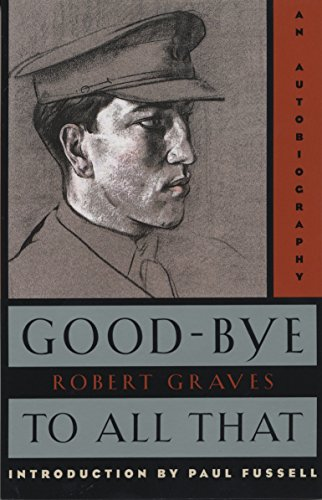 AN AUTOBIOGRAPHY
GOOD-BYE
ROBERT GRAVES
TO ALL THAT
INTRODUCTION BY PAUL FUSSELL